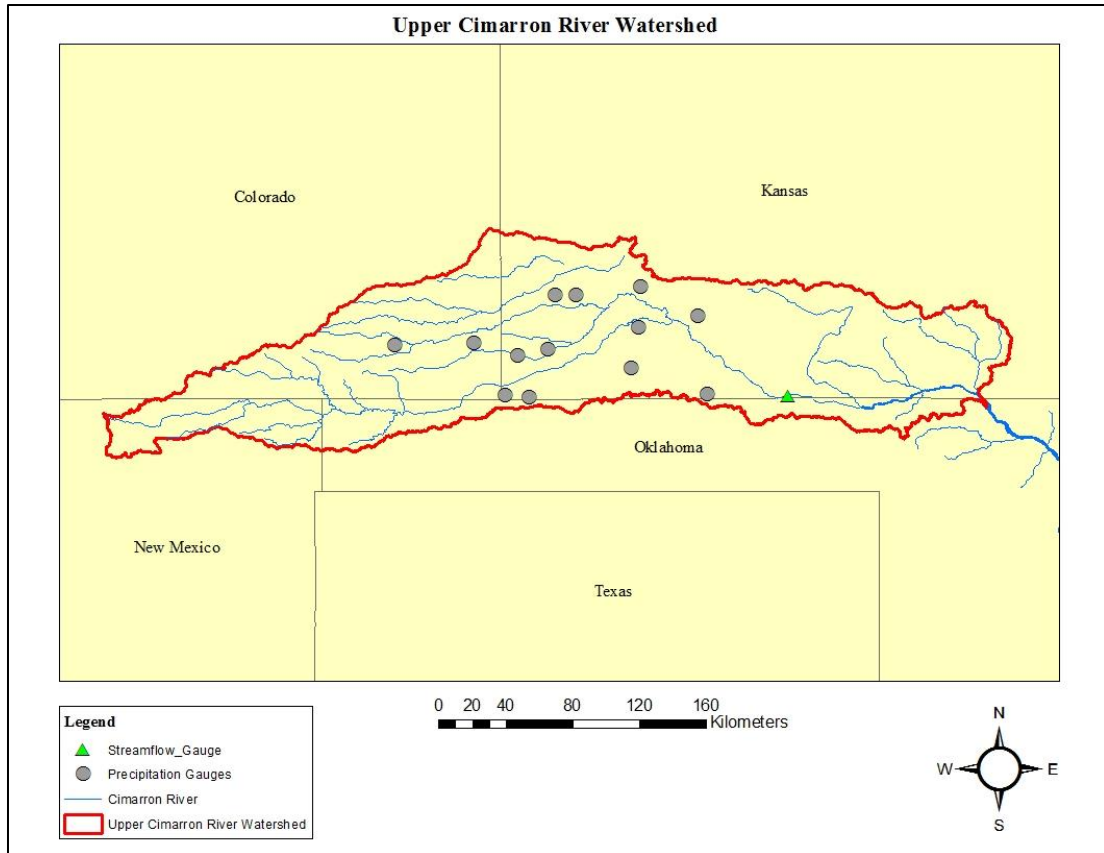 Upper Cimarron River Watershed
Colorado
Kansas
Oklahoma
New Mexico
Texas
0 20 40 80 120 160
Kilometers
Legend
Streamflow_Gauge
Precipitation Gauges
Cimarron River
Upper Cimarron River Watershed
N
W E
S